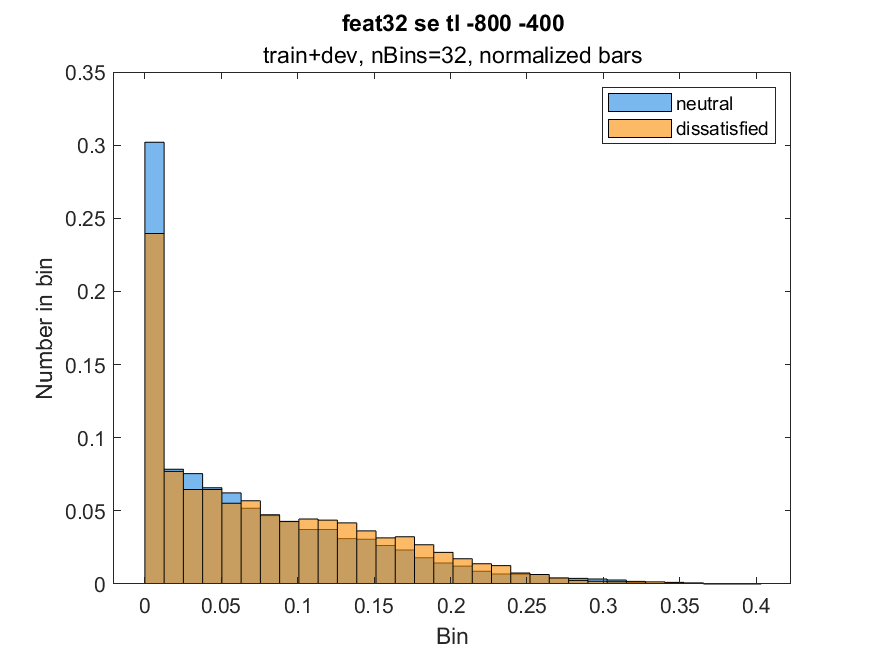 feat32 se tl -800 -400
train+dev, nBins=32, normalized bars
neutral
dissatisfied
Number in bin
0.35
0.3
0.25
0.2
0.15
0.1
0.05
0
0
0.05
0.1
0.15
0.2
0.25
0.3
0.35
0.4
Bin